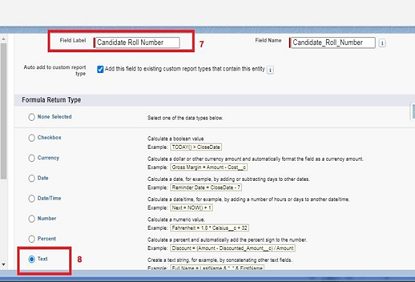 Field Label Candidate Roll Number 7 Field Name Candidate_Roll_Number i
Auto add to custom report type Add this field to existing custom report types that contain this entity i
Formula Return Type
None Selected Select one of the data types below.
Checkbox Calculate a boolean value
Example: TODAY() > CloseDate
Currency Calculate a dollar or other currency amount and automatically format the field as a currency amount.
Example: Gross Margin = Amount - Cost__c
Date Calculate a date, for example, by adding or subtracting days to other dates.
Example: Reminder Date = CloseDate - 7
Date/Time Calculate a date/time, for example, by adding a number of hours or days to another date/time.
Example: Next = NOW() + 1
Number Calculate a numeric value.
Example: Fahrenheit = 1.8 * Celsius__c + 32
Percent Calculate a percent and automatically add the percent sign to the number.
Example: Discount = (Amount - Discounted_Amount__c) / Amount
8 Text Create a text string, for example, by concatenating other text fields.
Example: Full Name = LastName & ", " & FirstName